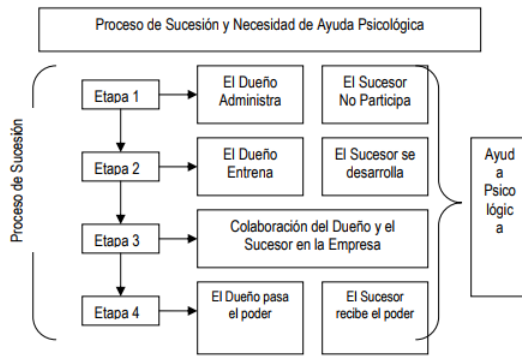 Proceso de Sucesión y Necesidad de Ayuda Psicológica
Proceso de Sucesión
Etapa 1
El Dueño
Administra
El Sucesor
No Participa
Etapa 2
El Dueño
Entrena
El Sucesor se
desarrolla
Etapa 3
Colaboración del Dueño y el
Sucesor en la Empresa
Etapa 4
El Dueño pasa
el poder
El Sucesor
recibe el poder
Ayud
a
Psico
lógic
a